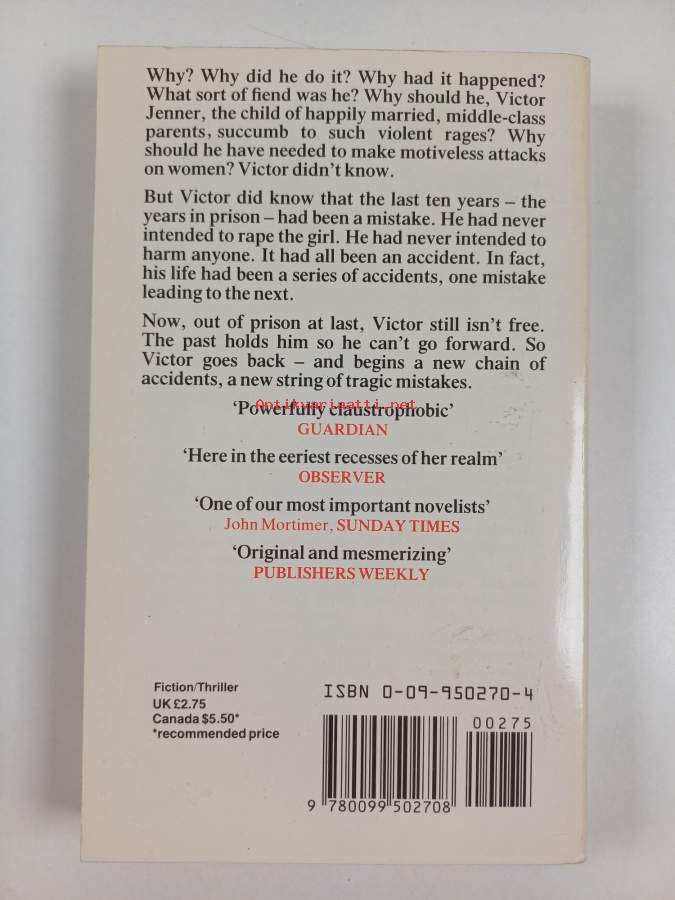 Why? Why did he do it? Why had it happened?
What sort of fiend was he? Why should he, Victor
Jenner, the child of happily married, middle-class
parents, succumb to such violent rages? Why
should he have needed to make motiveless attacks
on women? Victor didn't know.
But Victor did know that the last ten years – the
years in prison – had been a mistake. He had never
intended to rape the girl. He had never intended to
harm anyone. It had all been an accident. In fact,
his life had been a series of accidents, one mistake
leading to the next.
Now, out of prison at last, Victor still isn't free.
The past holds him so he can't go forward. So
Victor goes back – and begins a new chain of
accidents, a new string of tragic mistakes.
Antikvariaatti.net
'Powerfully claustrophobic'
GUARDIAN
'Here in the eeriest recesses of her realm'
OBSERVER
'One of our most important novelists'
John Mortimer, SUNDAY TIMES
'Original and mesmerizing'
PUBLISHERS WEEKLY
Fiction/Thriller
UK £2.75
Canada $5.50*
*recommended price
ISBN 0-09-950270-4
00275
9 780099 502708